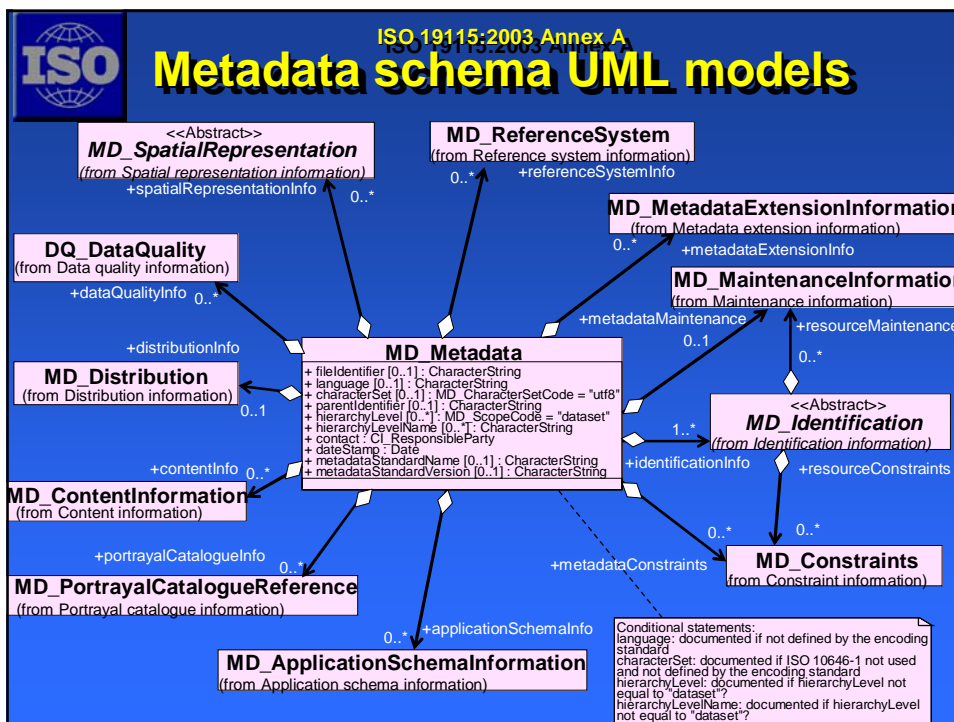 ISO 19115:2003 Annex A
ISO
Metadata schema UML models
<<Abstract>>
MD_SpatialRepresentation
(from Spatial representation information)
+spatialRepresentationInfo
0..*
MD_ReferenceSystem
(from Reference system information)
0..*
+referenceSystemInfo
MD_MetadataExtensionInformation
(from Metadata extension information)
0..*
+metadataExtensionInfo
DQ_DataQuality
(from Data quality information)
+dataQualityInfo
0..*
MD_MaintenanceInformation
(from Maintenance information)
+metadataMaintenance
0..1
+resourceMaintenance
0..*
+distributionInfo
MD_Distribution
(from Distribution information)
0..1
MD_Metadata
+ fileIdentifier [0..1] : CharacterString
+ language [0..1] : CharacterString
+ characterSet [0..1] : MD_CharacterSetCode = "utf8"
+ parentIdentifier [0..1] : CharacterString
+ hierarchyLevel [0..*] : MD_ScopeCode = "dataset"
+ hierarchyLevelName [0..*] : CharacterString
+ contact : CI_ResponsibleParty
+ dateStamp : Date
+ metadataStandardName [0..1] : CharacterString
+ metadataStandardVersion [0..1] : CharacterString
<<Abstract>>
MD_Identification
(from Identification information)
1..*
+identificationInfo
+resourceConstraints
+contentInfo
0..*
MD_ContentInformation
(from Content information)
0..*
0..*
+metadataConstraints
MD_Constraints
(from Constraint information)
+portrayalCatalogueInfo
0..*
MD_PortrayalCatalogueReference
(from Portrayal catalogue information)
+applicationSchemaInfo
0..*
MD_ApplicationSchemaInformation
(from Application schema information)
Conditional statements:
language: documented if not defined by the encoding
standard
characterSet: documented if ISO 10646-1 not used
and not defined by the encoding standard
hierarchyLevel: documented if hierarchyLevel not
equal to "dataset"?
hierarchyLevelName: documented if hierarchyLevel
not equal to "dataset"?